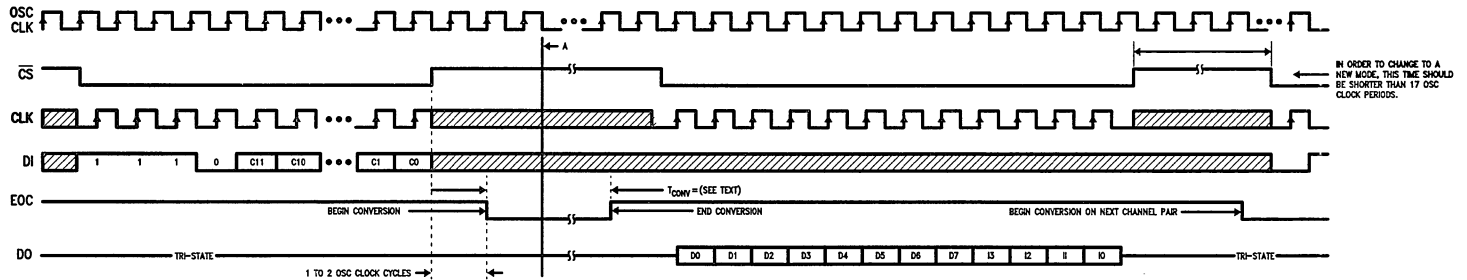 OSC
CLK
A
CS
IN ORDER TO CHANGE TO A
NEW MODE, THIS TIME SHOULD
BE SHORTER THAN 17 OSC
CLOCK PERIODS.
CLK
DI
1 1 1 0 C11 C10 C1 C0
TCONV = (SEE TEXT)
EOC
BEGIN CONVERSION
END CONVERSION
BEGIN CONVERSION ON NEXT CHANNEL PAIR
DO
TRI-STATE
D0 D1 D2 D3 D4 D5 D6 D7 I3 I2 I1 I0
TRI-STATE
1 TO 2 OSC CLOCK CYCLES